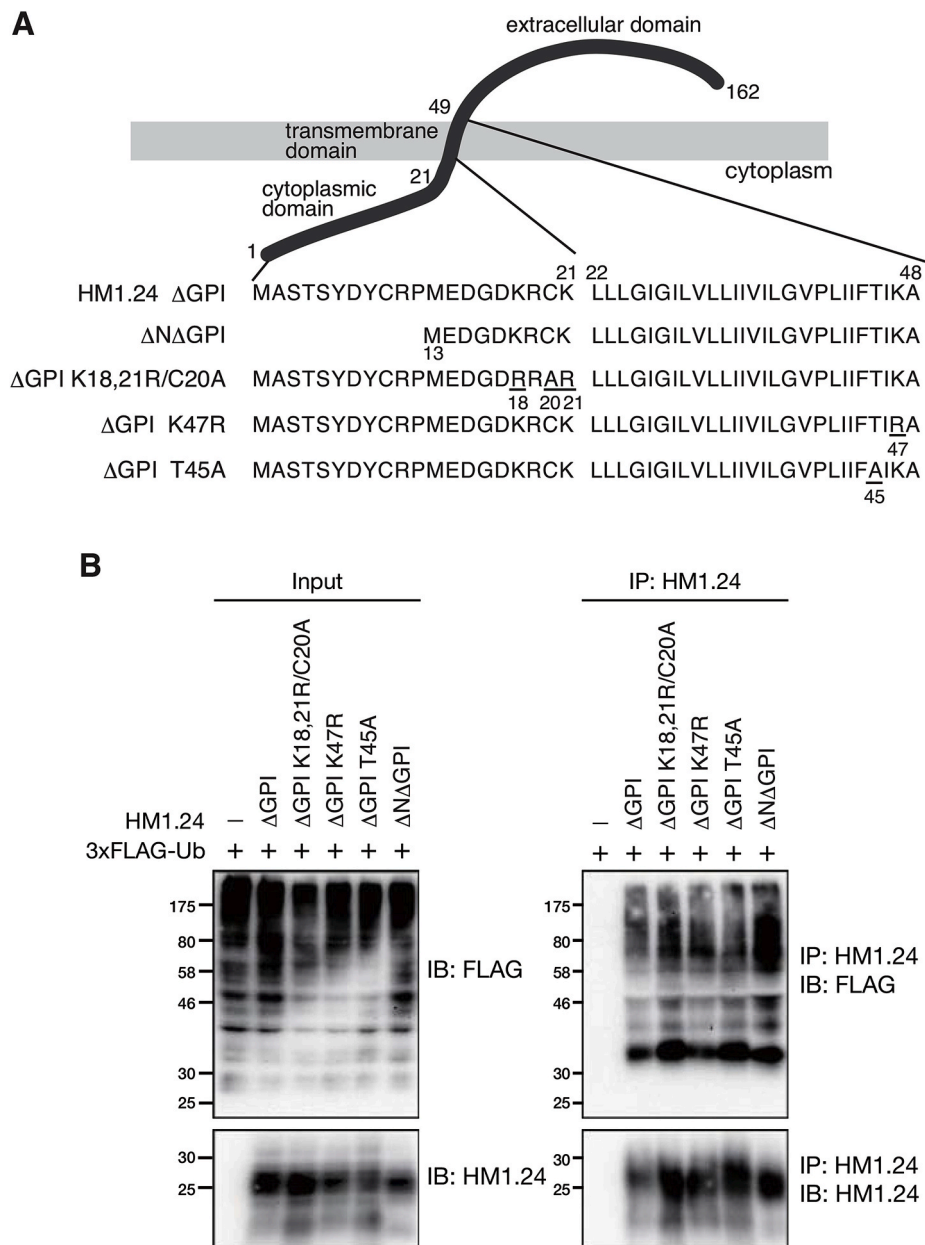 A
extracellular domain
162
49
transmembrane
domain
cytoplasm
21
cytoplasmic
domain
1
21 22 48
HM1.24 ΔGPI MASTSYDYCRPMEDGDKRCK LLLGIGILVLLIIVILGVPLIIFTIKA
ΔNΔGPI MEDGDKRCK LLLGIGILVLLIIVILGVPLIIFTIKA
13
ΔGPI K18,21R/C20A MASTSYDYCRPMEDGDRRAR LLLGIGILVLLIIVILGVPLIIFTIKA
18 20 21
ΔGPI K47R MASTSYDYCRPMEDGDKRCK LLLGIGILVLLIIVILGVPLIIFTIRA
47
ΔGPI T45A MASTSYDYCRPMEDGDKRCK LLLGIGILVLLIIVILGVPLIIFAIKA
45
B
Input
HM1.24 – ΔGPI ΔGPI K18,21R/C20A ΔGPI K47R ΔGPI T45A ΔNΔGPI
3xFLAG-Ub + + + + + +
175
80
58
46
30
25
IB: FLAG
30
25
IB: HM1.24
IP: HM1.24
– ΔGPI ΔGPI K18,21R/C20A ΔGPI K47R ΔGPI T45A ΔNΔGPI
+ + + + + +
175
80
58
46
30
25
IP: HM1.24
IB: FLAG
30
25
IP: HM1.24
IB: HM1.24